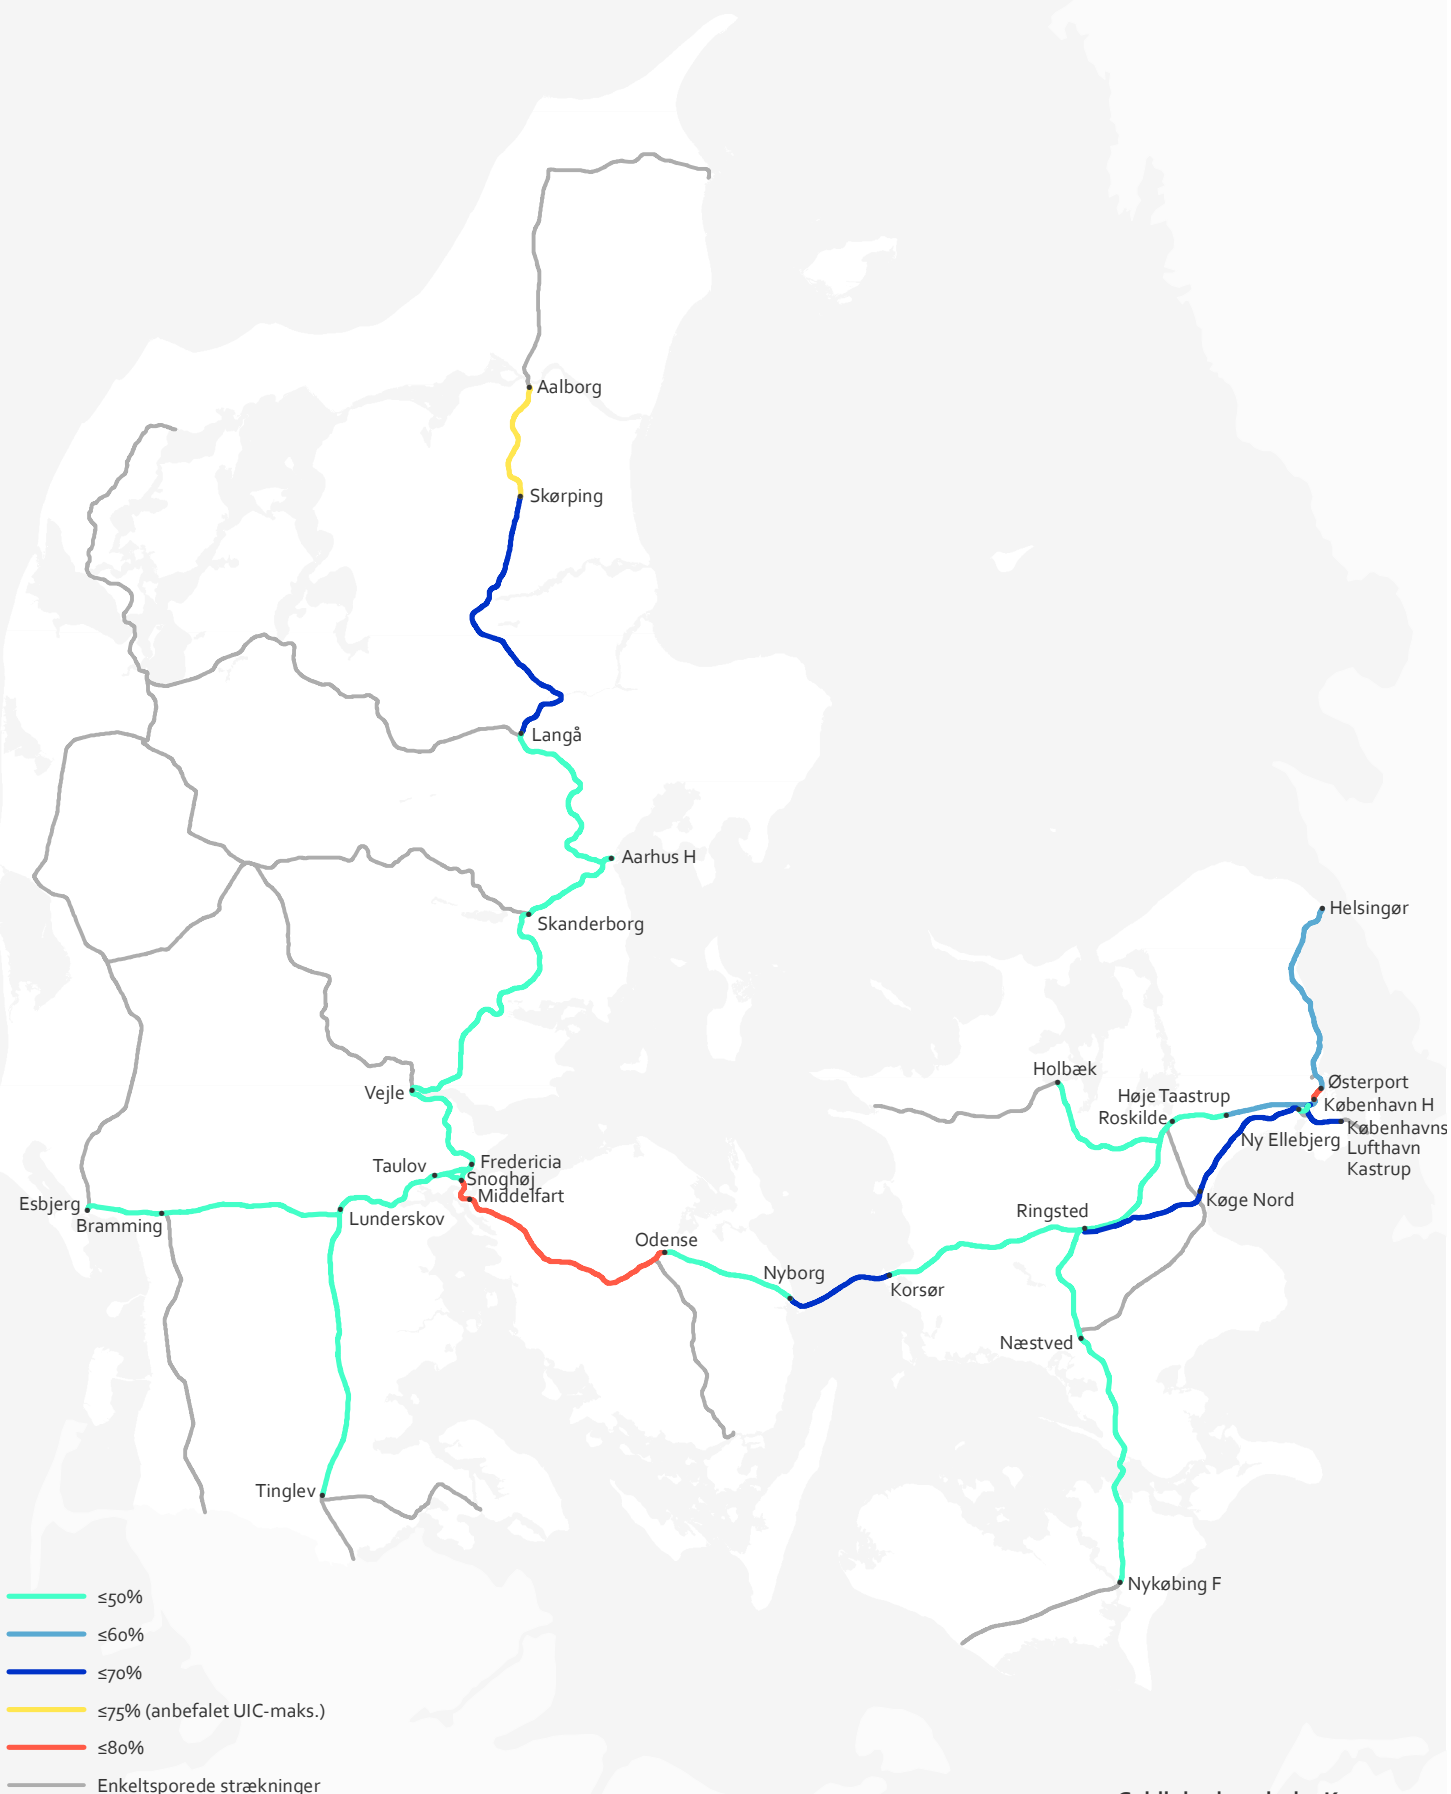 Aalborg
Skørping
Langå
Aarhus H
Skanderborg
Helsingør
Holbæk
Østerport
Høje Taastrup
København H
Vejle
Roskilde
Københavns
Lufthavn
Kastrup
Ny Ellebjerg
Fredericia
Taulov
Snoghøj
Middelfart
Køge Nord
Esbjerg
Bramming
Lunderskov
Ringsted
Odense
Nyborg
Korsør
Næstved
Tinglev
Nykøbing F
≤50%
≤60%
≤70%
≤75% (anbefalet UIC-maks.)
≤80%
Enkeltsporede strækninger